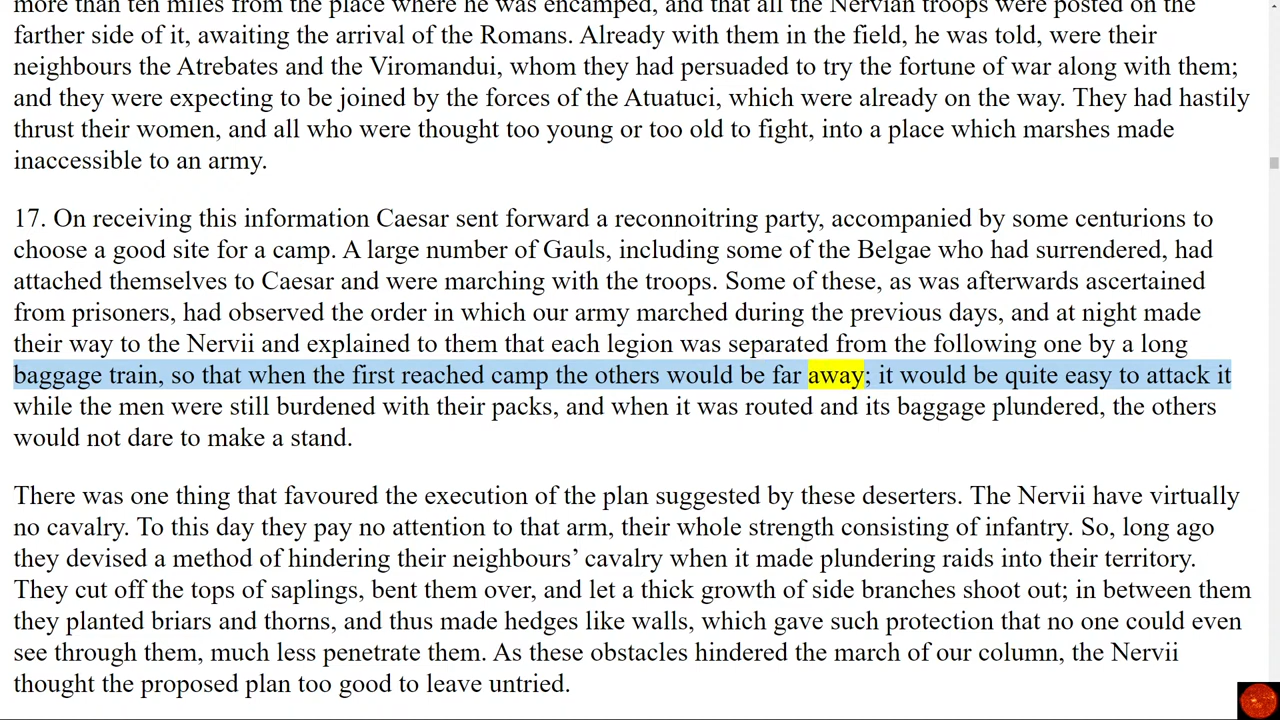 more than ten miles from the place where he was encamped, and that all the Nervian troops were posted on the
farther side of it, awaiting the arrival of the Romans. Already with them in the field, he was told, were their
neighbours the Atrebates and the Viromandui, whom they had persuaded to try the fortune of war along with them;
and they were expecting to be joined by the forces of the Atuatuci, which were already on the way. They had hastily
thrust their women, and all who were thought too young or too old to fight, into a place which marshes made
inaccessible to an army.
17. On receiving this information Caesar sent forward a reconnoitring party, accompanied by some centurions to
choose a good site for a camp. A large number of Gauls, including some of the Belgae who had surrendered, had
attached themselves to Caesar and were marching with the troops. Some of these, as was afterwards ascertained
from prisoners, had observed the order in which our army marched during the previous days, and at night made
their way to the Nervii and explained to them that each legion was separated from the following one by a long
baggage train, so that when the first reached camp the others would be far away; it would be quite easy to attack it
while the men were still burdened with their packs, and when it was routed and its baggage plundered, the others
would not dare to make a stand.
There was one thing that favoured the execution of the plan suggested by these deserters. The Nervii have virtually
no cavalry. To this day they pay no attention to that arm, their whole strength consisting of infantry. So, long ago
they devised a method of hindering their neighbours’ cavalry when it made plundering raids into their territory.
They cut off the tops of saplings, bent them over, and let a thick growth of side branches shoot out; in between them
they planted briars and thorns, and thus made hedges like walls, which gave such protection that no one could even
see through them, much less penetrate them. As these obstacles hindered the march of our column, the Nervii
thought the proposed plan too good to leave untried.